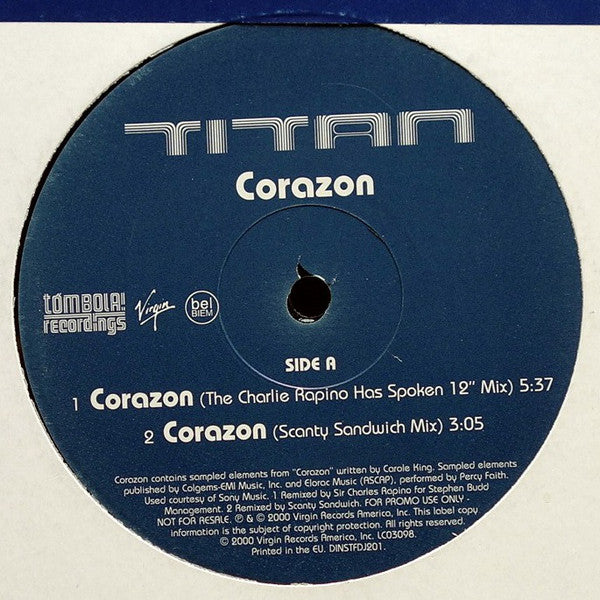 TITAN
Corazon
tómbola!
recordings
Virgin
bel
BIEM
SIDE A
1 Corazon (The Charlie Rapino Has Spoken 12" Mix) 5:37
2 Corazon (Scanty Sandwich Mix) 3:05
Corazon contains sampled elements from "Corazon" written by Carole King. Sampled elements
published by Colgems-EMI Music, Inc. and Elorac Music (ASCAP), performed by Percy Faith.
Used courtesy of Sony Music. 1 Remixed by Sir Charles Rapino for Stephen Budd
Management. 2 Remixed by Scanty Sandwich. FOR PROMO USE ONLY -
NOT FOR RESALE. ℗ & © 2000 Virgin Records America, Inc. This label copy
information is the subject of copyright protection. All rights reserved.
© 2000 Virgin Records America, Inc. LC03098.
Printed in the EU. DINSTFDJ201.